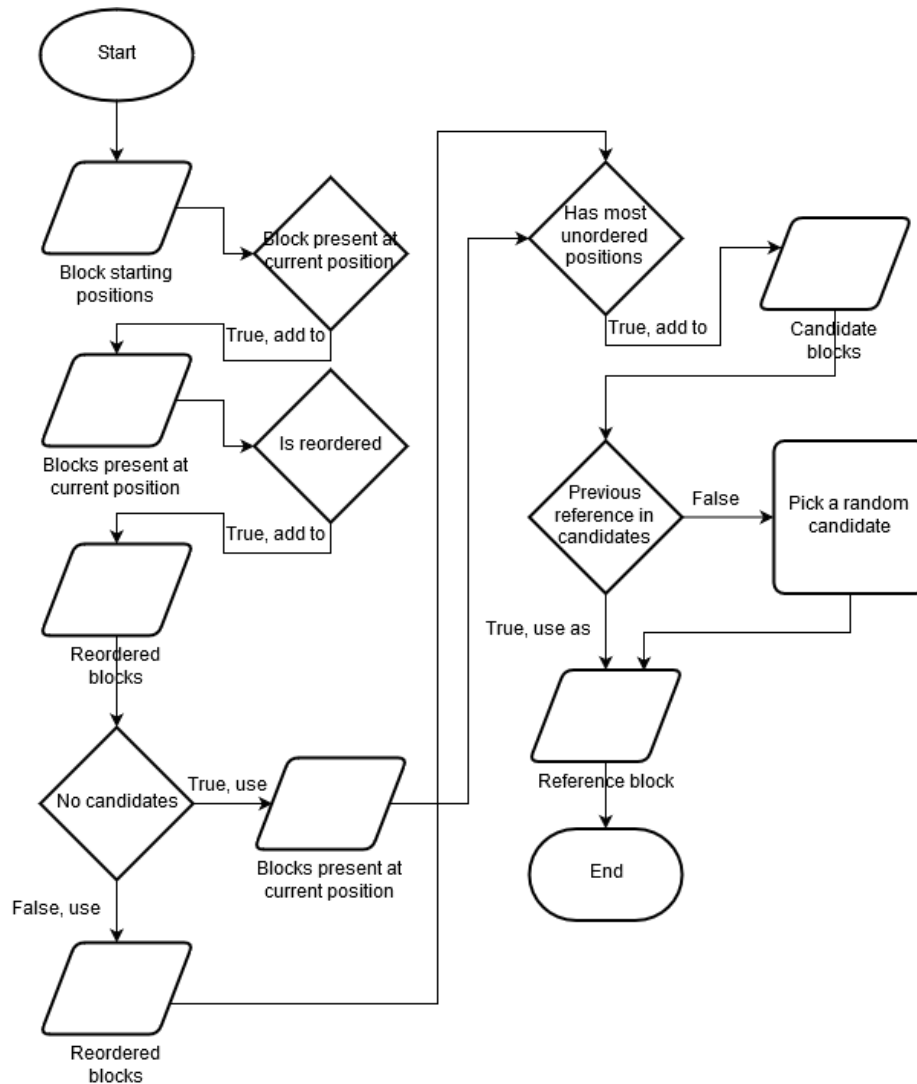 Start
Block starting
positions
Block present at
current position
True, add to
Blocks present at
current position
Is reordered
True, add to
Reordered
blocks
No candidates
True, use
Blocks present at
current position
False, use
Reordered
blocks
Has most
unordered
positions
True, add to
Candidate
blocks
Previous
reference in
candidates
False
Pick a random
candidate
True, use as
Reference block
End